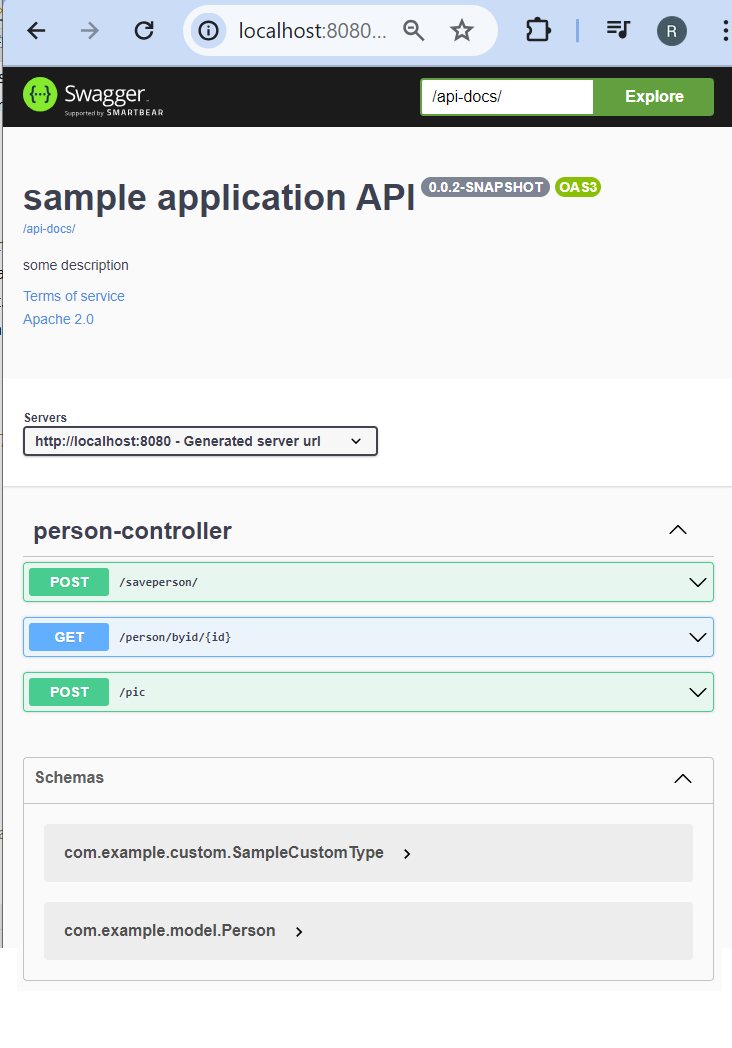 localhost:8080...
R
{...} Swagger
Supported by SMARTBEAR
/api-docs/
Explore
sample application API 0.0.2-SNAPSHOT OAS3
/api-docs/
some description
Terms of service
Apache 2.0
Servers
http://localhost:8080 - Generated server url
person-controller
POST /saveperson/
GET /person/byid/{id}
POST /pic
Schemas
com.example.custom.SampleCustomType
com.example.model.Person